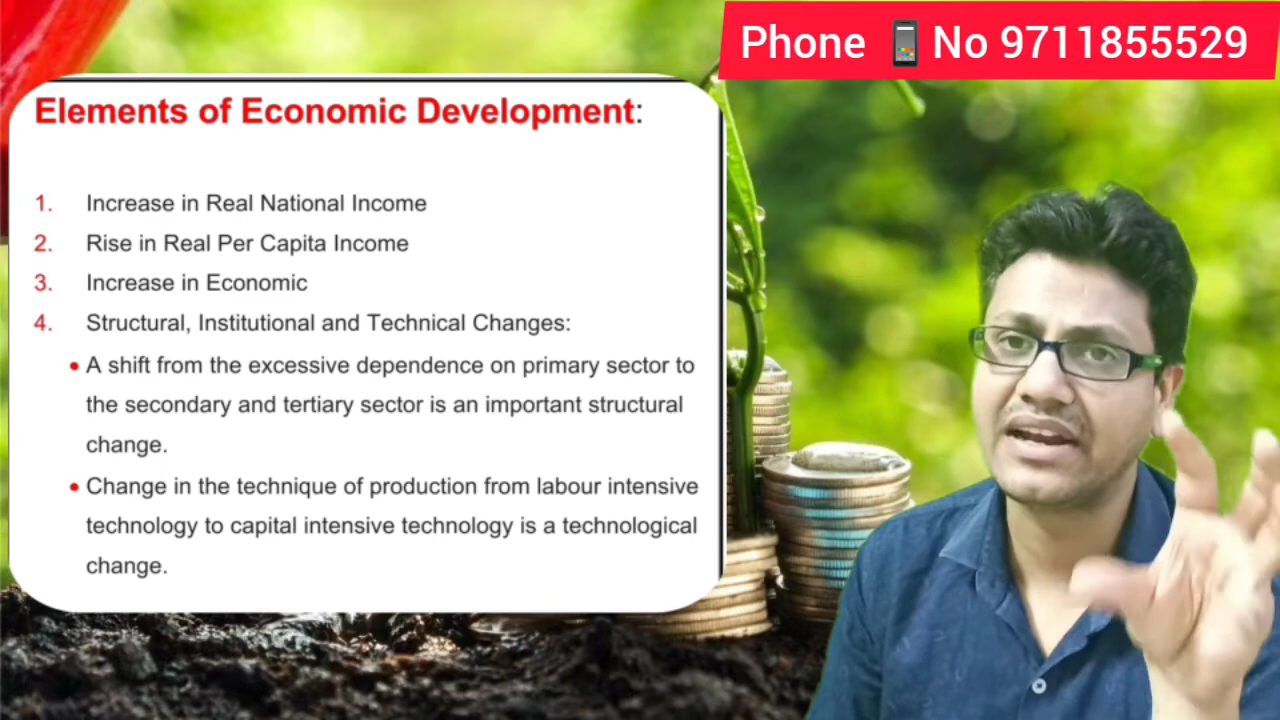 Phone 📱 No 9711855529
Elements of Economic Development:
1. Increase in Real National Income
2. Rise in Real Per Capita Income
3. Increase in Economic
4. Structural, Institutional and Technical Changes:
• A shift from the excessive dependence on primary sector to
the secondary and tertiary sector is an important structural
change.
• Change in the technique of production from labour intensive
technology to capital intensive technology is a technological
change.